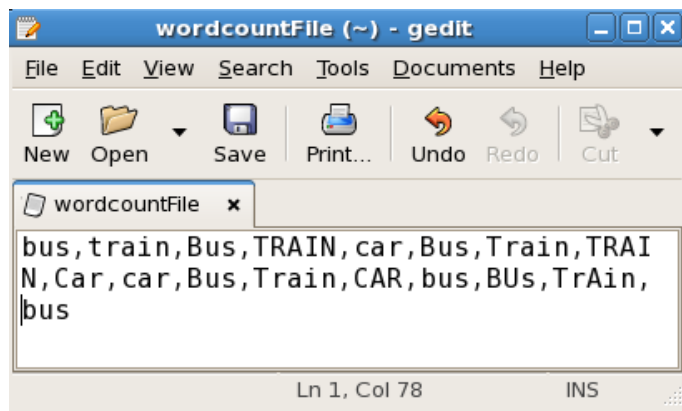 wordcountFile (~) - gedit
File Edit View Search Tools Documents Help
New Open Save Print... Undo Redo Cut
wordcountFile ×
bus,train,Bus,TRAIN,car,Bus,Train,TRAI
N,Car,car,Bus,Train,CAR,bus,BUs,TrAin,
bus
Ln 1, Col 78 INS